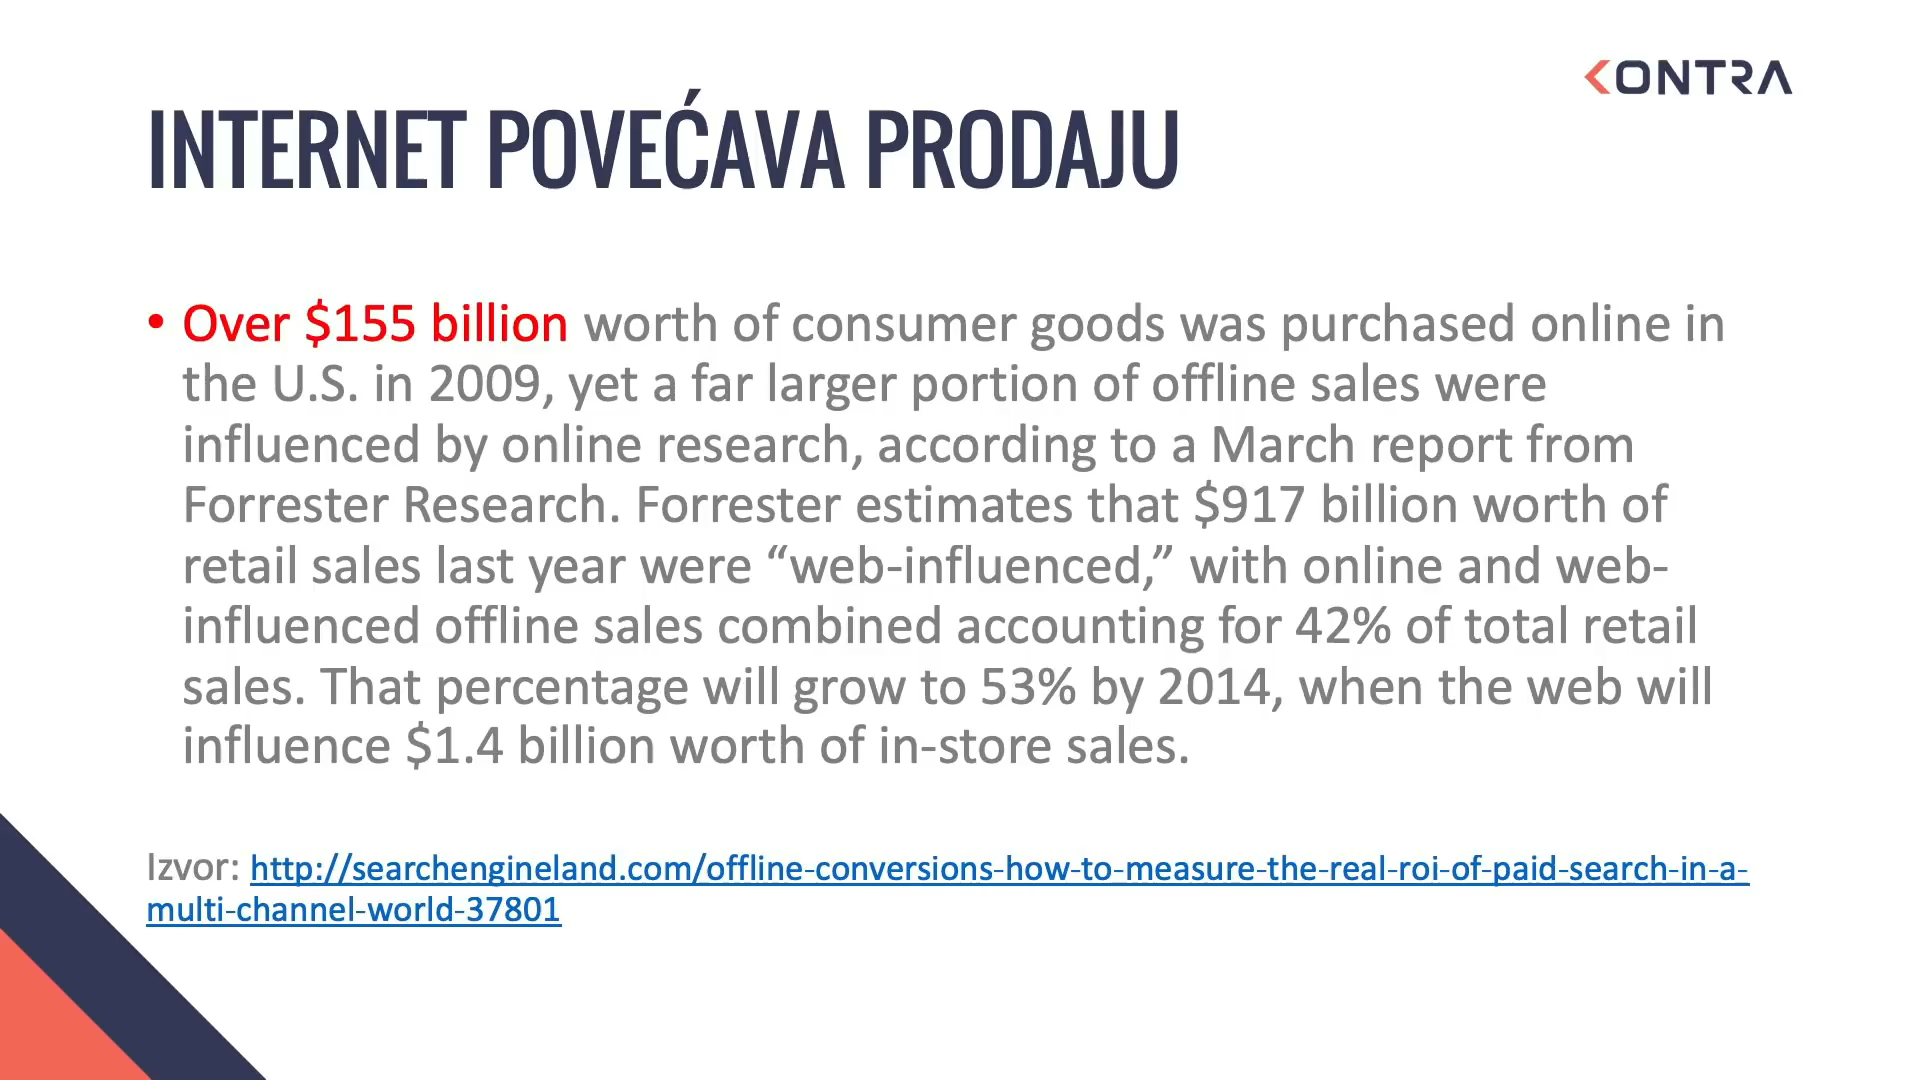 KONTRA
INTERNET POVEĆAVA PRODAJU
• Over $155 billion worth of consumer goods was purchased online in
the U.S. in 2009, yet a far larger portion of offline sales were
influenced by online research, according to a March report from
Forrester Research. Forrester estimates that $917 billion worth of
retail sales last year were “web-influenced,” with online and web-
influenced offline sales combined accounting for 42% of total retail
sales. That percentage will grow to 53% by 2014, when the web will
influence $1.4 billion worth of in-store sales.
Izvor: http://searchengineland.com/offline-conversions-how-to-measure-the-real-roi-of-paid-search-in-a-
multi-channel-world-37801